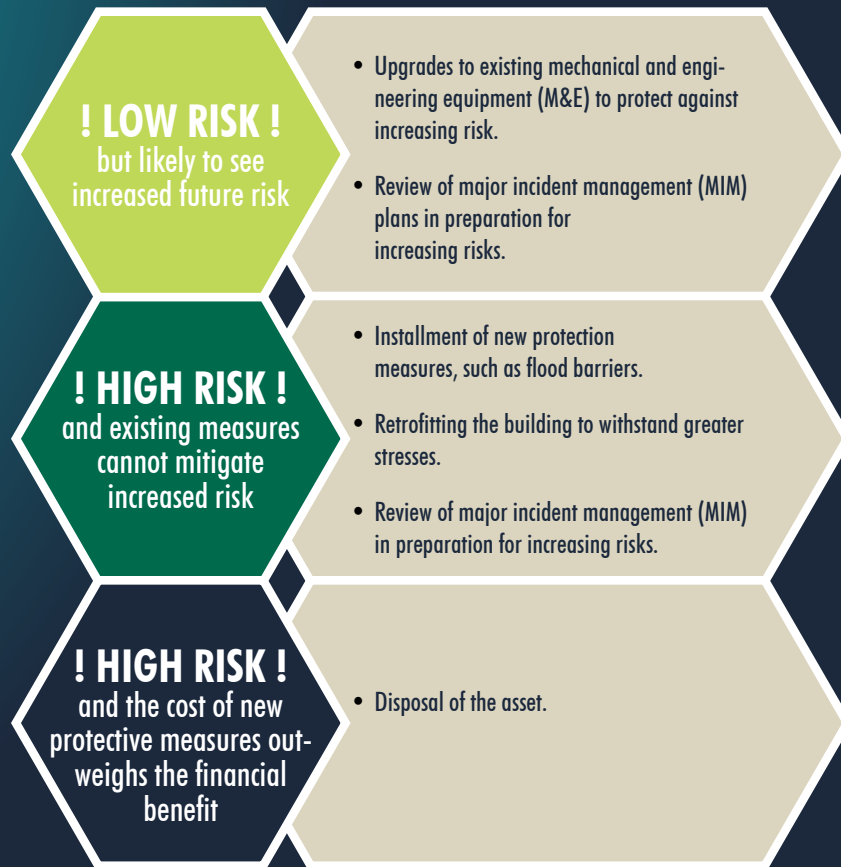 ! LOW RISK !
but likely to see
increased future risk
• Upgrades to existing mechanical and engi-
neering equipment (M&E) to protect against
increasing risk.
• Review of major incident management (MIM)
plans in preparation for
increasing risks.
! HIGH RISK !
and existing measures
cannot mitigate
increased risk
• Installment of new protection
measures, such as flood barriers.
• Retrofitting the building to withstand greater
stresses.
• Review of major incident management (MIM)
in preparation for increasing risks.
! HIGH RISK !
and the cost of new
protective measures out-
weighs the financial
benefit
• Disposal of the asset.